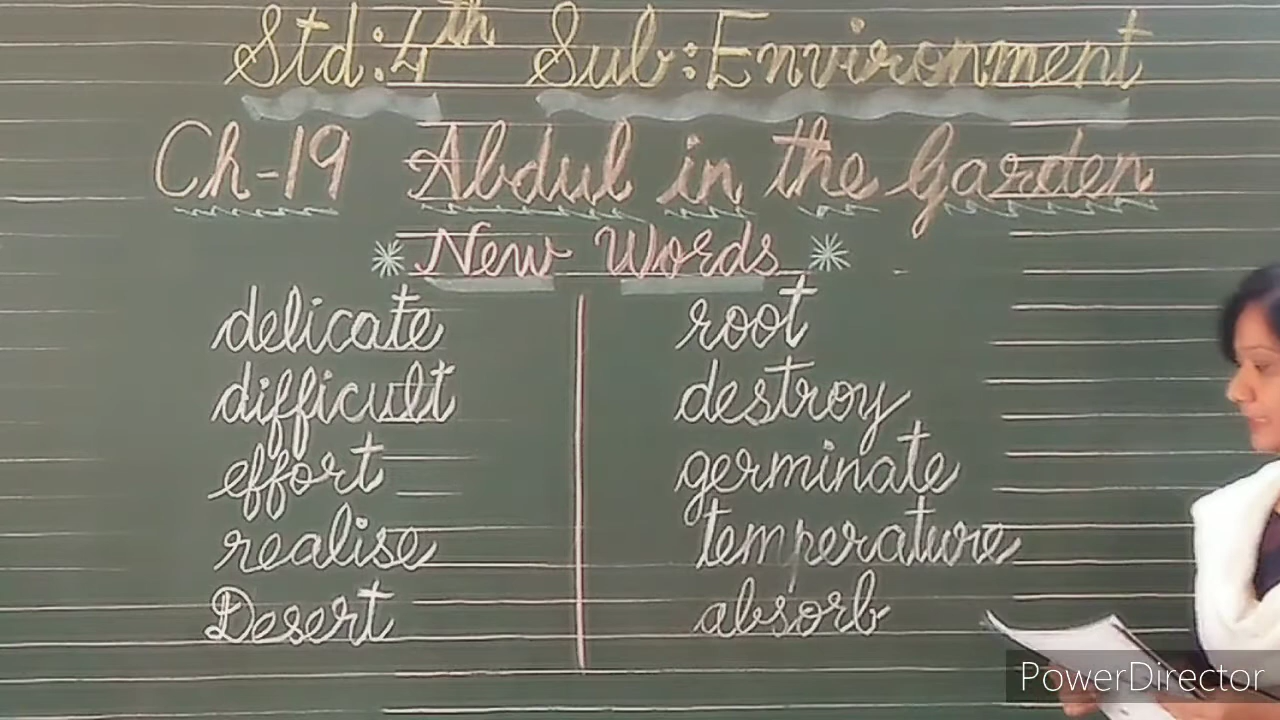 Std:4th Sub:Environment
Ch-19 Abdul in the Garden
* New Words *
delicate
difficult
effort
realise
Desert
root
destroy
germinate
temperature
absorb
PowerDirector